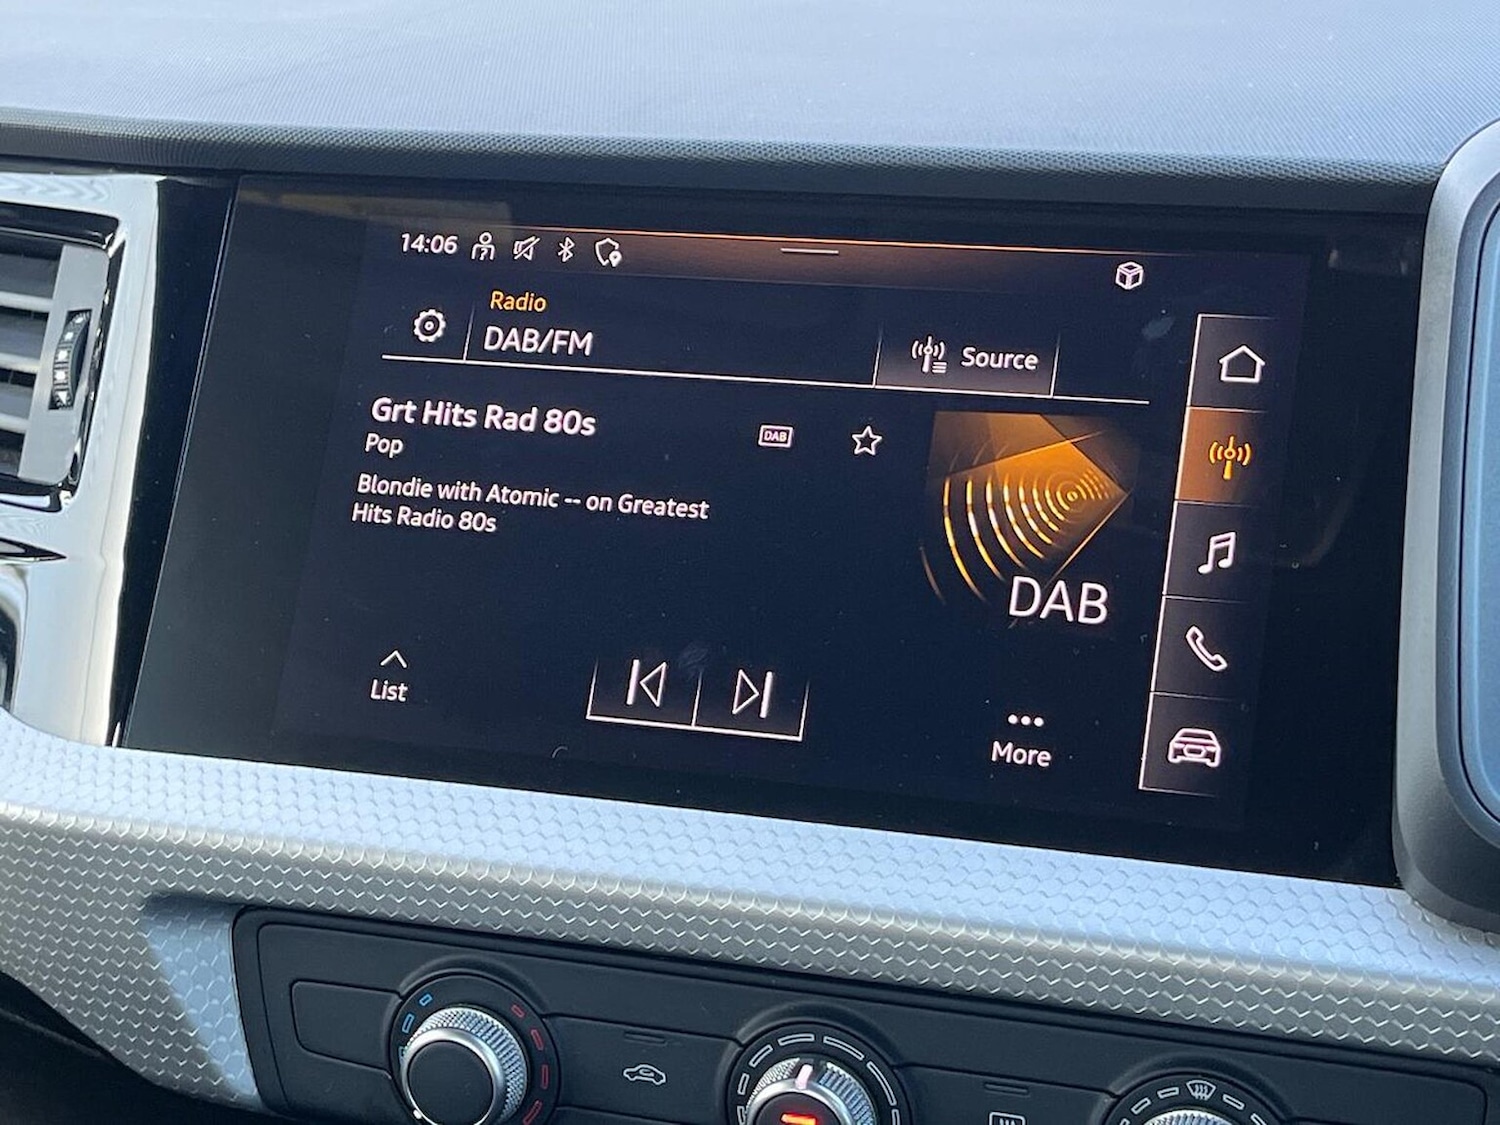 14:06
Radio
DAB/FM
Source
Grt Hits Rad 80s
DAB
Pop
Blondie with Atomic -- on Greatest
Hits Radio 80s
DAB
List
More